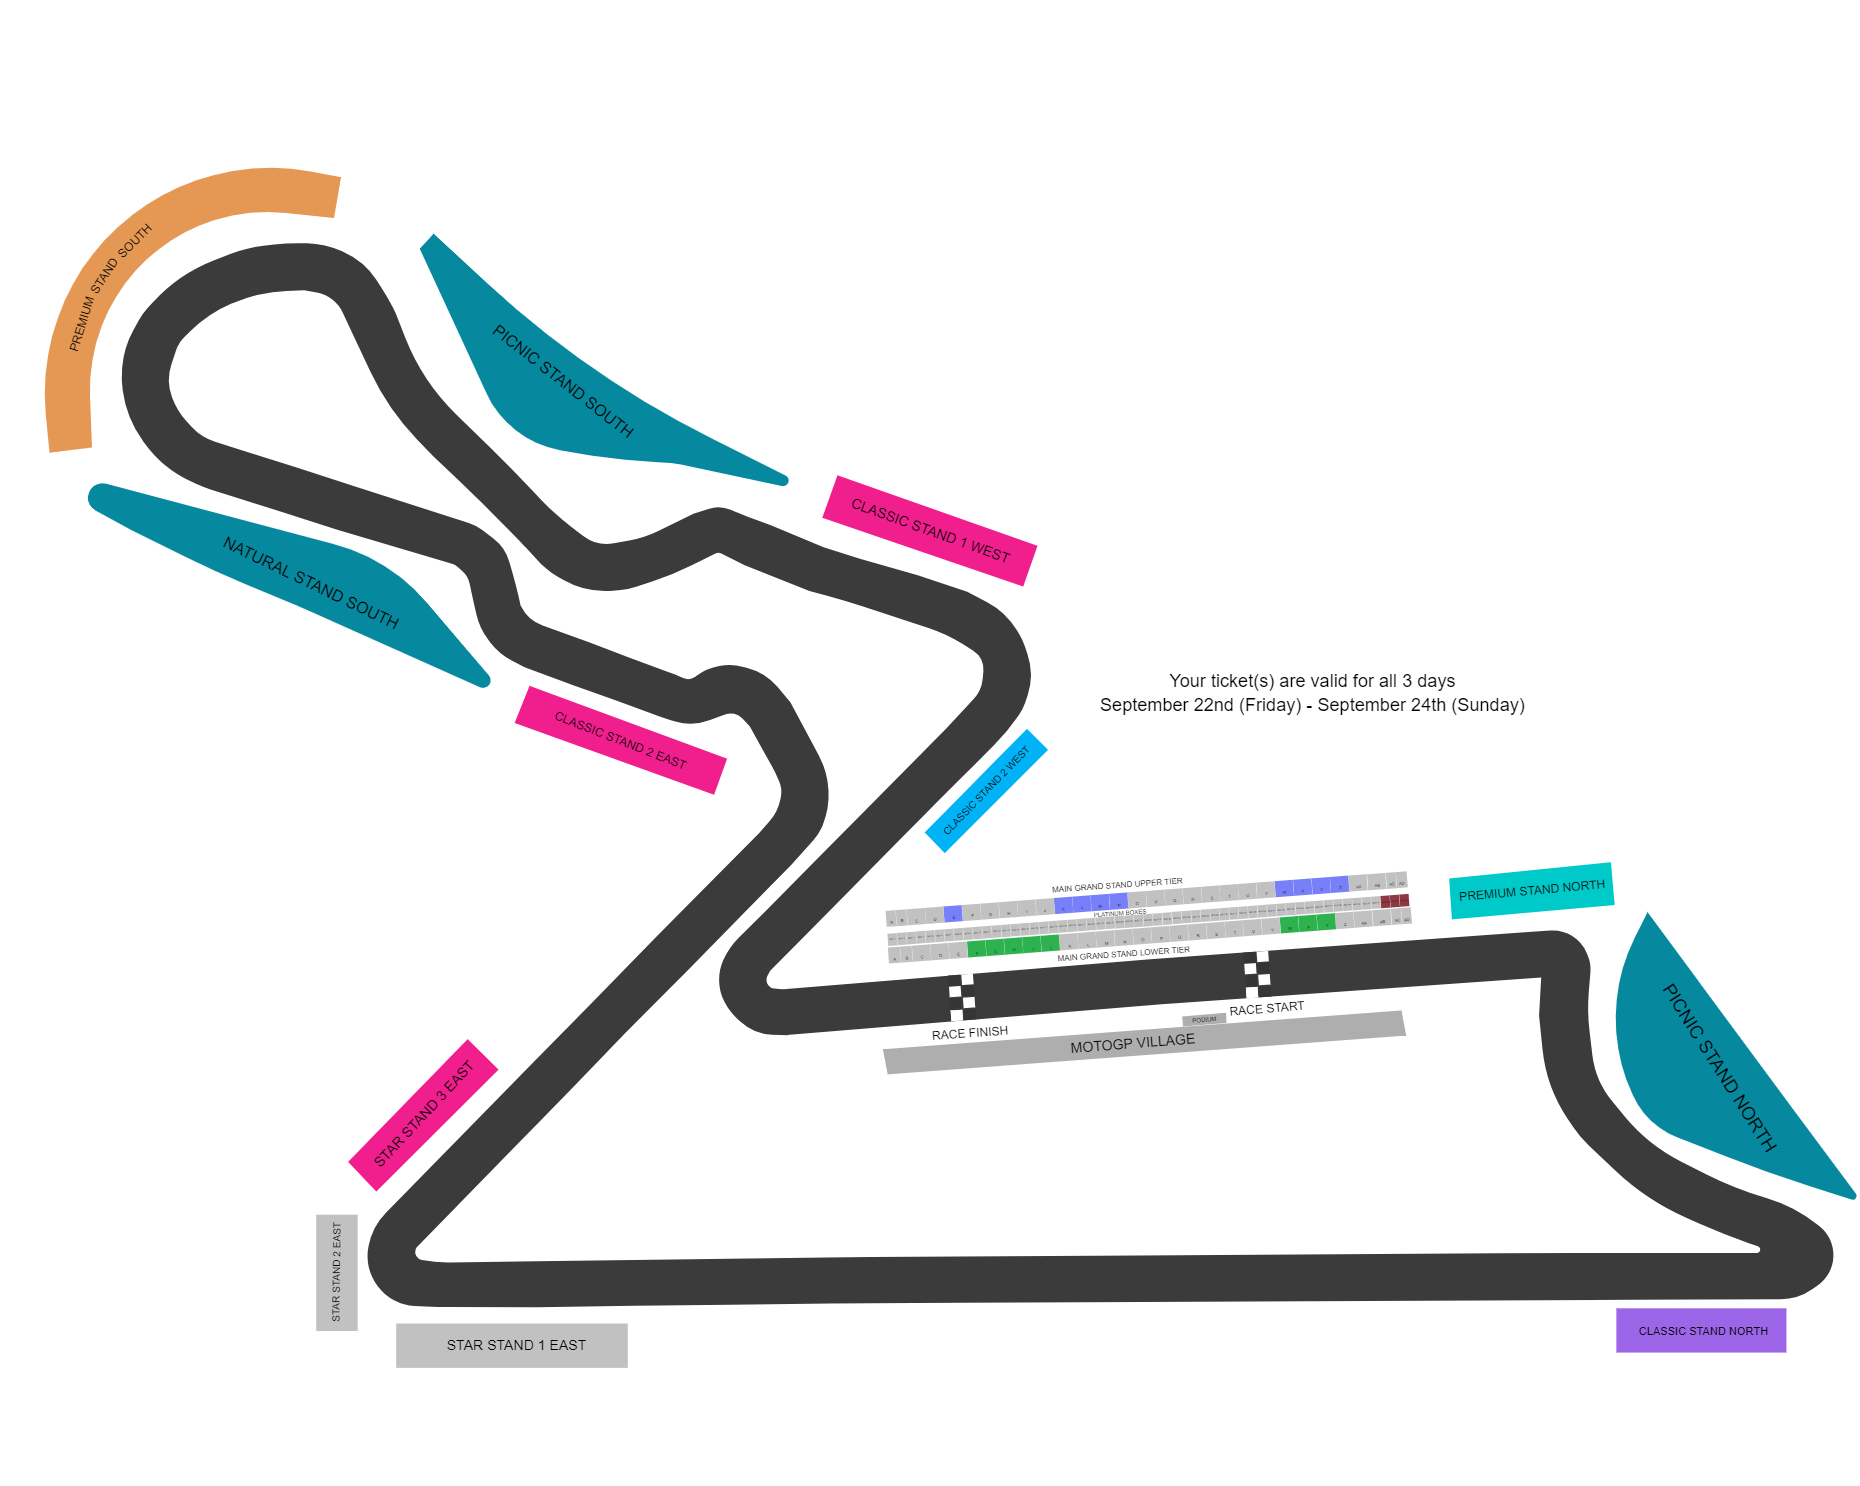 PREMIUM STAND SOUTH
PICNIC STAND SOUTH
CLASSIC STAND 1 WEST
NATURAL STAND SOUTH
Your ticket(s) are valid for all 3 days
September 22nd (Friday) - September 24th (Sunday)
CLASSIC STAND 2 EAST
CLASSIC STAND 2 WEST
MAIN GRAND STAND UPPER TIER
PREMIUM STAND NORTH
PLATINUM BOXES
MAIN GRAND STAND LOWER TIER
RACE START
PODIUM
RACE FINISH
MOTOGP VILLAGE
PICNIC STAND NORTH
STAR STAND 3 EAST
STAR STAND 2 EAST
CLASSIC STAND NORTH
STAR STAND 1 EAST